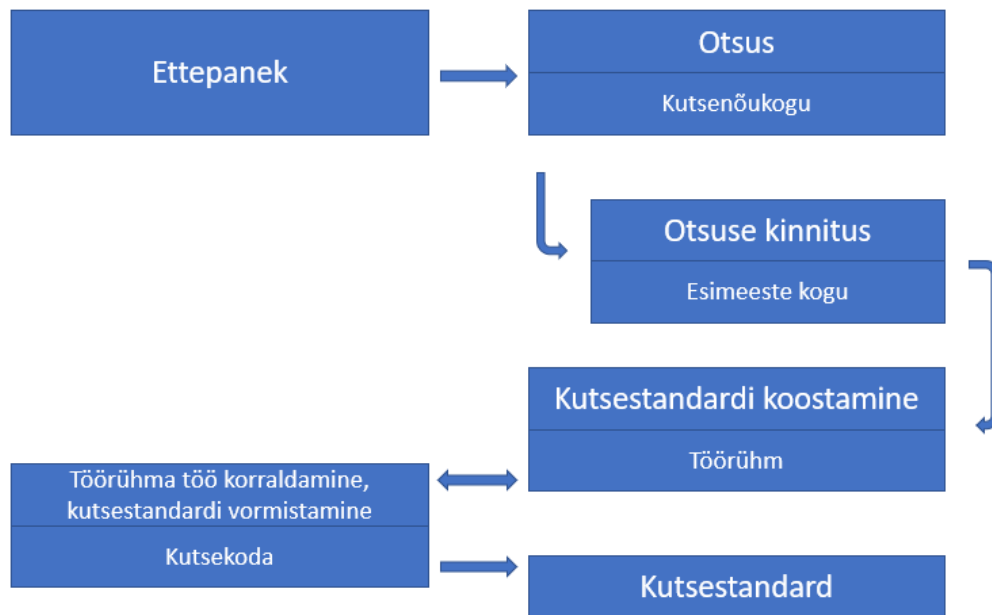 Ettepanek
Otsus
Kutsenõukogu
Otsuse kinnitus
Esimeeste kogu
Kutsestandardi koostamine
Töörühm
Töörühma töö korraldamine,
kutsestandardi vormistamine
Kutsekoda
Kutsestandard